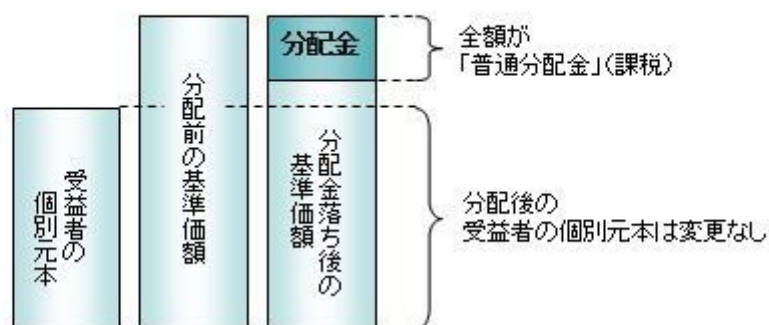 受益者の
個別元本
分配前の基準価額
分配金
分配金落ち後の
基準価額
全額が
「普通分配金」(課税)
分配後の
受益者の個別元本は変更なし